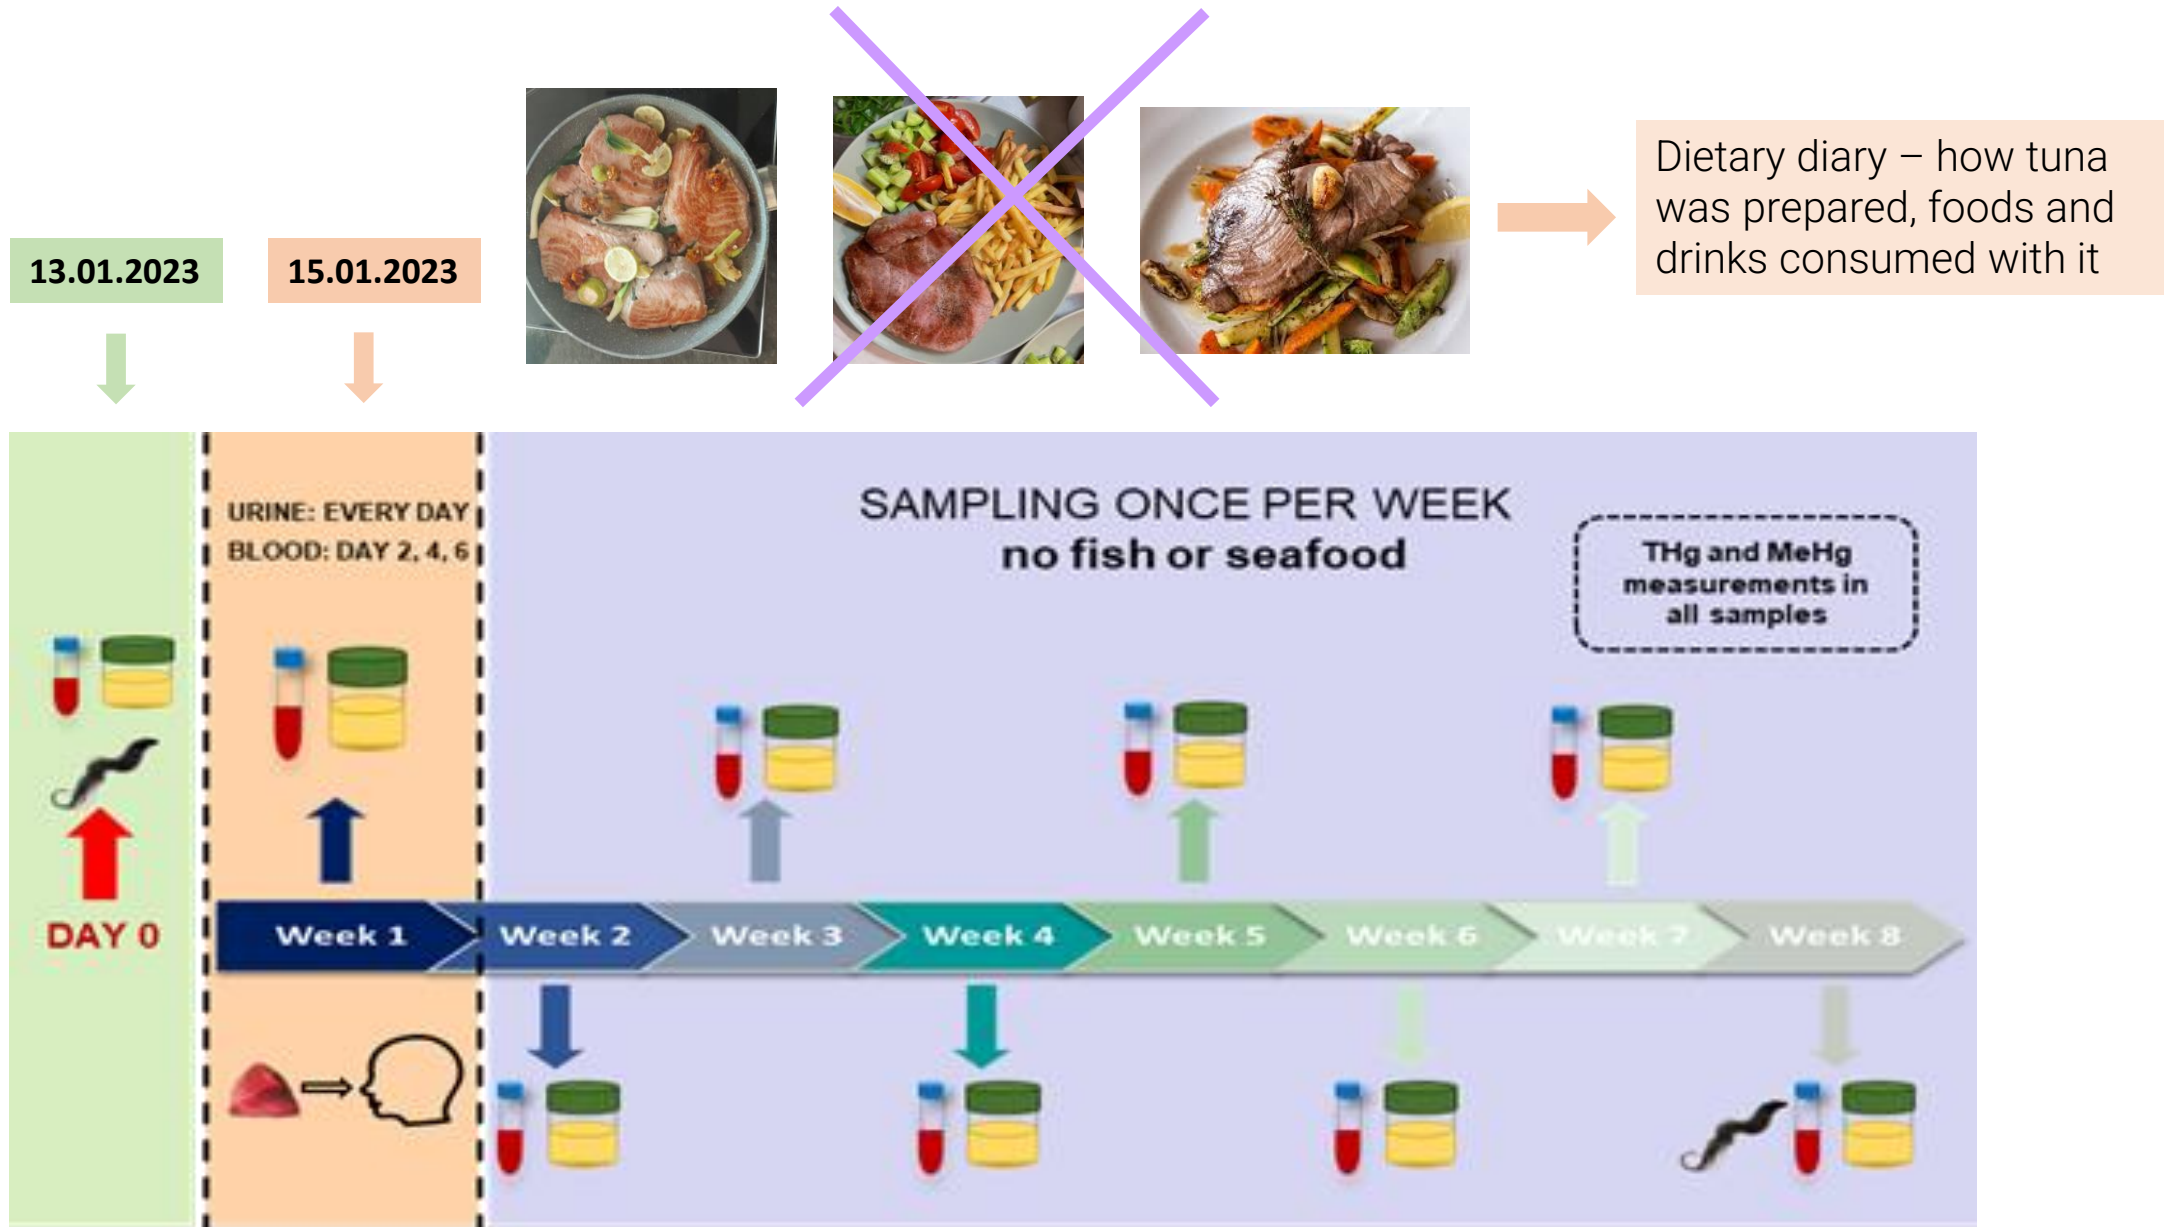 Dietary diary – how tuna
was prepared, foods and
drinks consumed with it
13.01.2023
15.01.2023
URINE: EVERY DAY
BLOOD: DAY 2, 4, 6
SAMPLING ONCE PER WEEK
no fish or seafood
THg and MeHg
measurements in
all samples
DAY 0
Week 1
Week 2
Week 3
Week 4
Week 5
Week 6
Week 7
Week 8